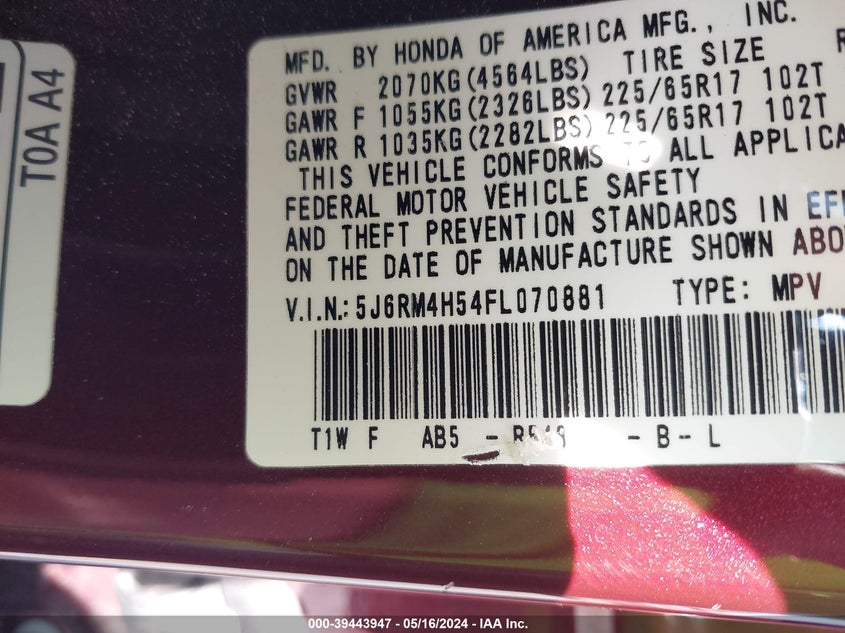 T0A A4
MFD. BY HONDA OF AMERICA MFG., INC.
GVWR 2070KG(4564LBS) TIRE SIZE R
GAWR F 1055KG(2326LBS) 225/65R17 102T
GAWR R 1035KG(2282LBS) 225/65R17 102T
THIS VEHICLE CONFORMS TO ALL APPLICA
FEDERAL MOTOR VEHICLE SAFETY
AND THEFT PREVENTION STANDARDS IN EFF
ON THE DATE OF MANUFACTURE SHOWN ABO
V.I.N.: 5J6RM4H54FL070881 TYPE: MPV
T1W F AB5 - - B - L
000-39443947 / 05/16/2024 - IAA Inc.